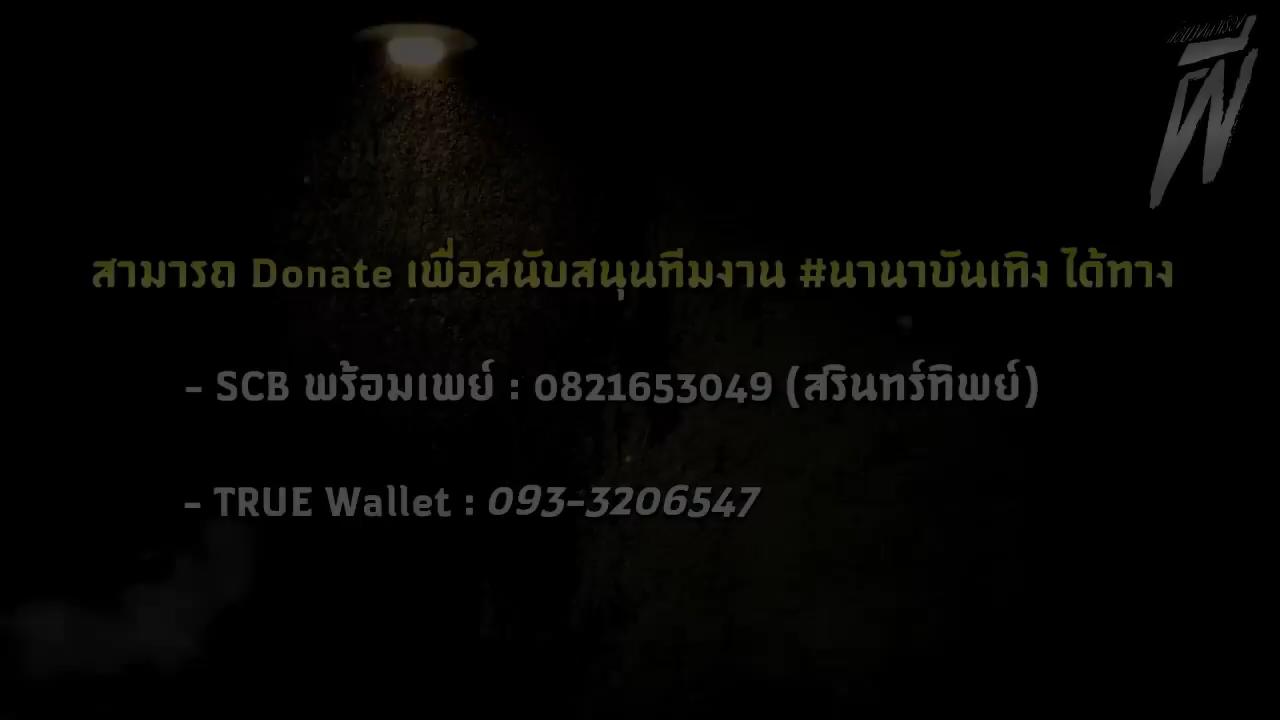 ผี
สามารถ Donate เพื่อสนับสนุนทีมงาน #นานาบันเทิง ได้ทาง
- SCB พร้อมเพย์ : 0821653049 (สรินทร์ทิพย์)
- TRUE Wallet : 093-3206547